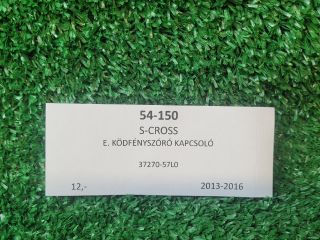 54-150
S-CROSS
E. KÖDFÉNYSZÓRÓ KAPCSOLÓ
37270-57L0
12,- 2013-2016